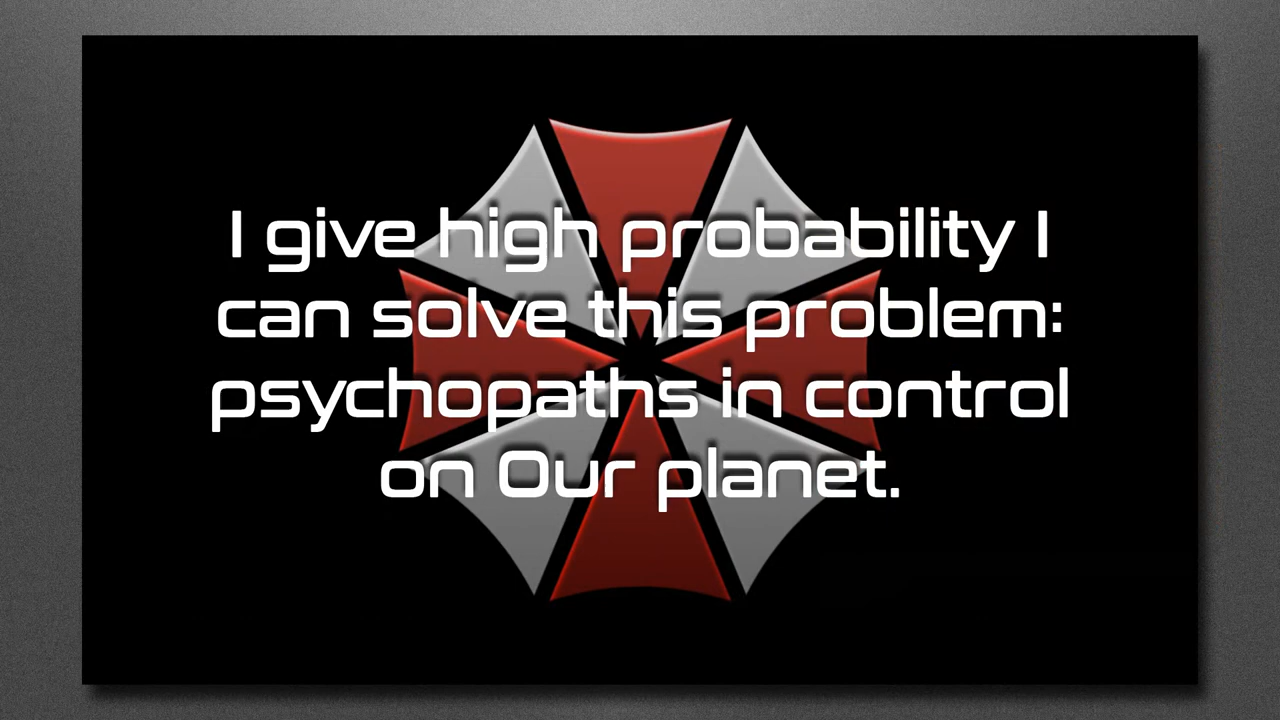 I give high probability I
can solve this problem:
psychopaths in control
on Our planet.